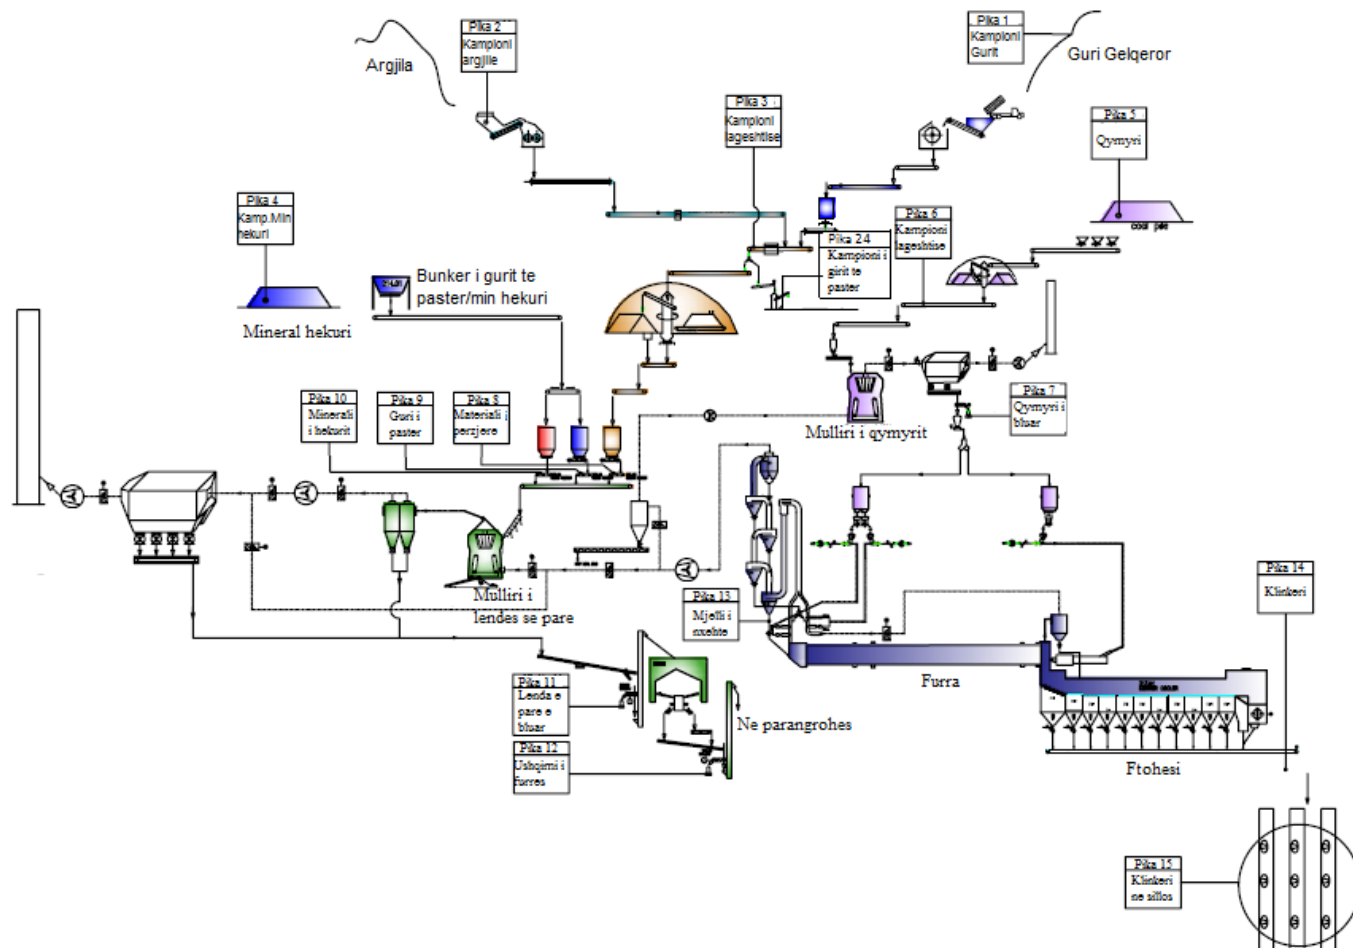 Pika 2
Kampioni
argjile
Argjila
Pika 1
Kampioni
Gurit
Guri Gelqeror
Pika 3
Kampioni
lageshtise
Pika 5
Qymyri
Pika 4
Kamp.Min
hekuri
Mineral hekuri
Bunker i gurit te
paster/min hekuri
Pika 24
Kampioni i
girit te
paster
Pika 6
Kampioni
lageshtise
Pika 10
Minerali
i hekurit
Pika 9
Guri i
paster
Pika 8
Materiali i
perzjere
Mulliri i qymyrit
Pika 7
Qymyri i
bluar
Mulliri i
lendes se pare
Pika 13
Mjelli i
nxehte
Pika 14
Klinkeri
Furra
Pika 11
Lenda e
pare e
bluar
Ne parangrohes
Pika 12
Ushqimi i
furres
Ftohesi
Pika 15
Klinkeri
ne sillos